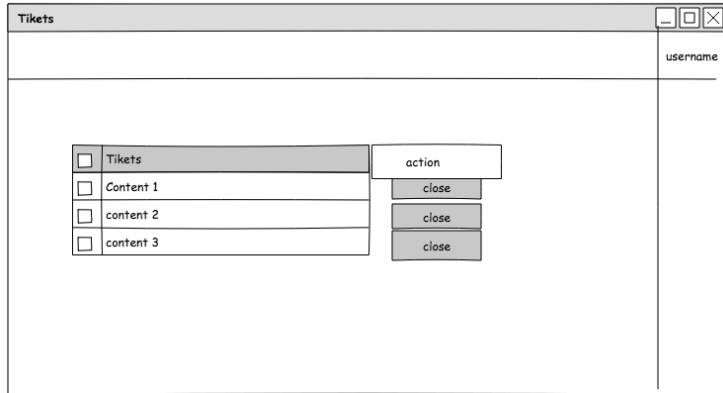 Tikets
username
Tikets
action
Content 1
close
content 2
close
content 3
close